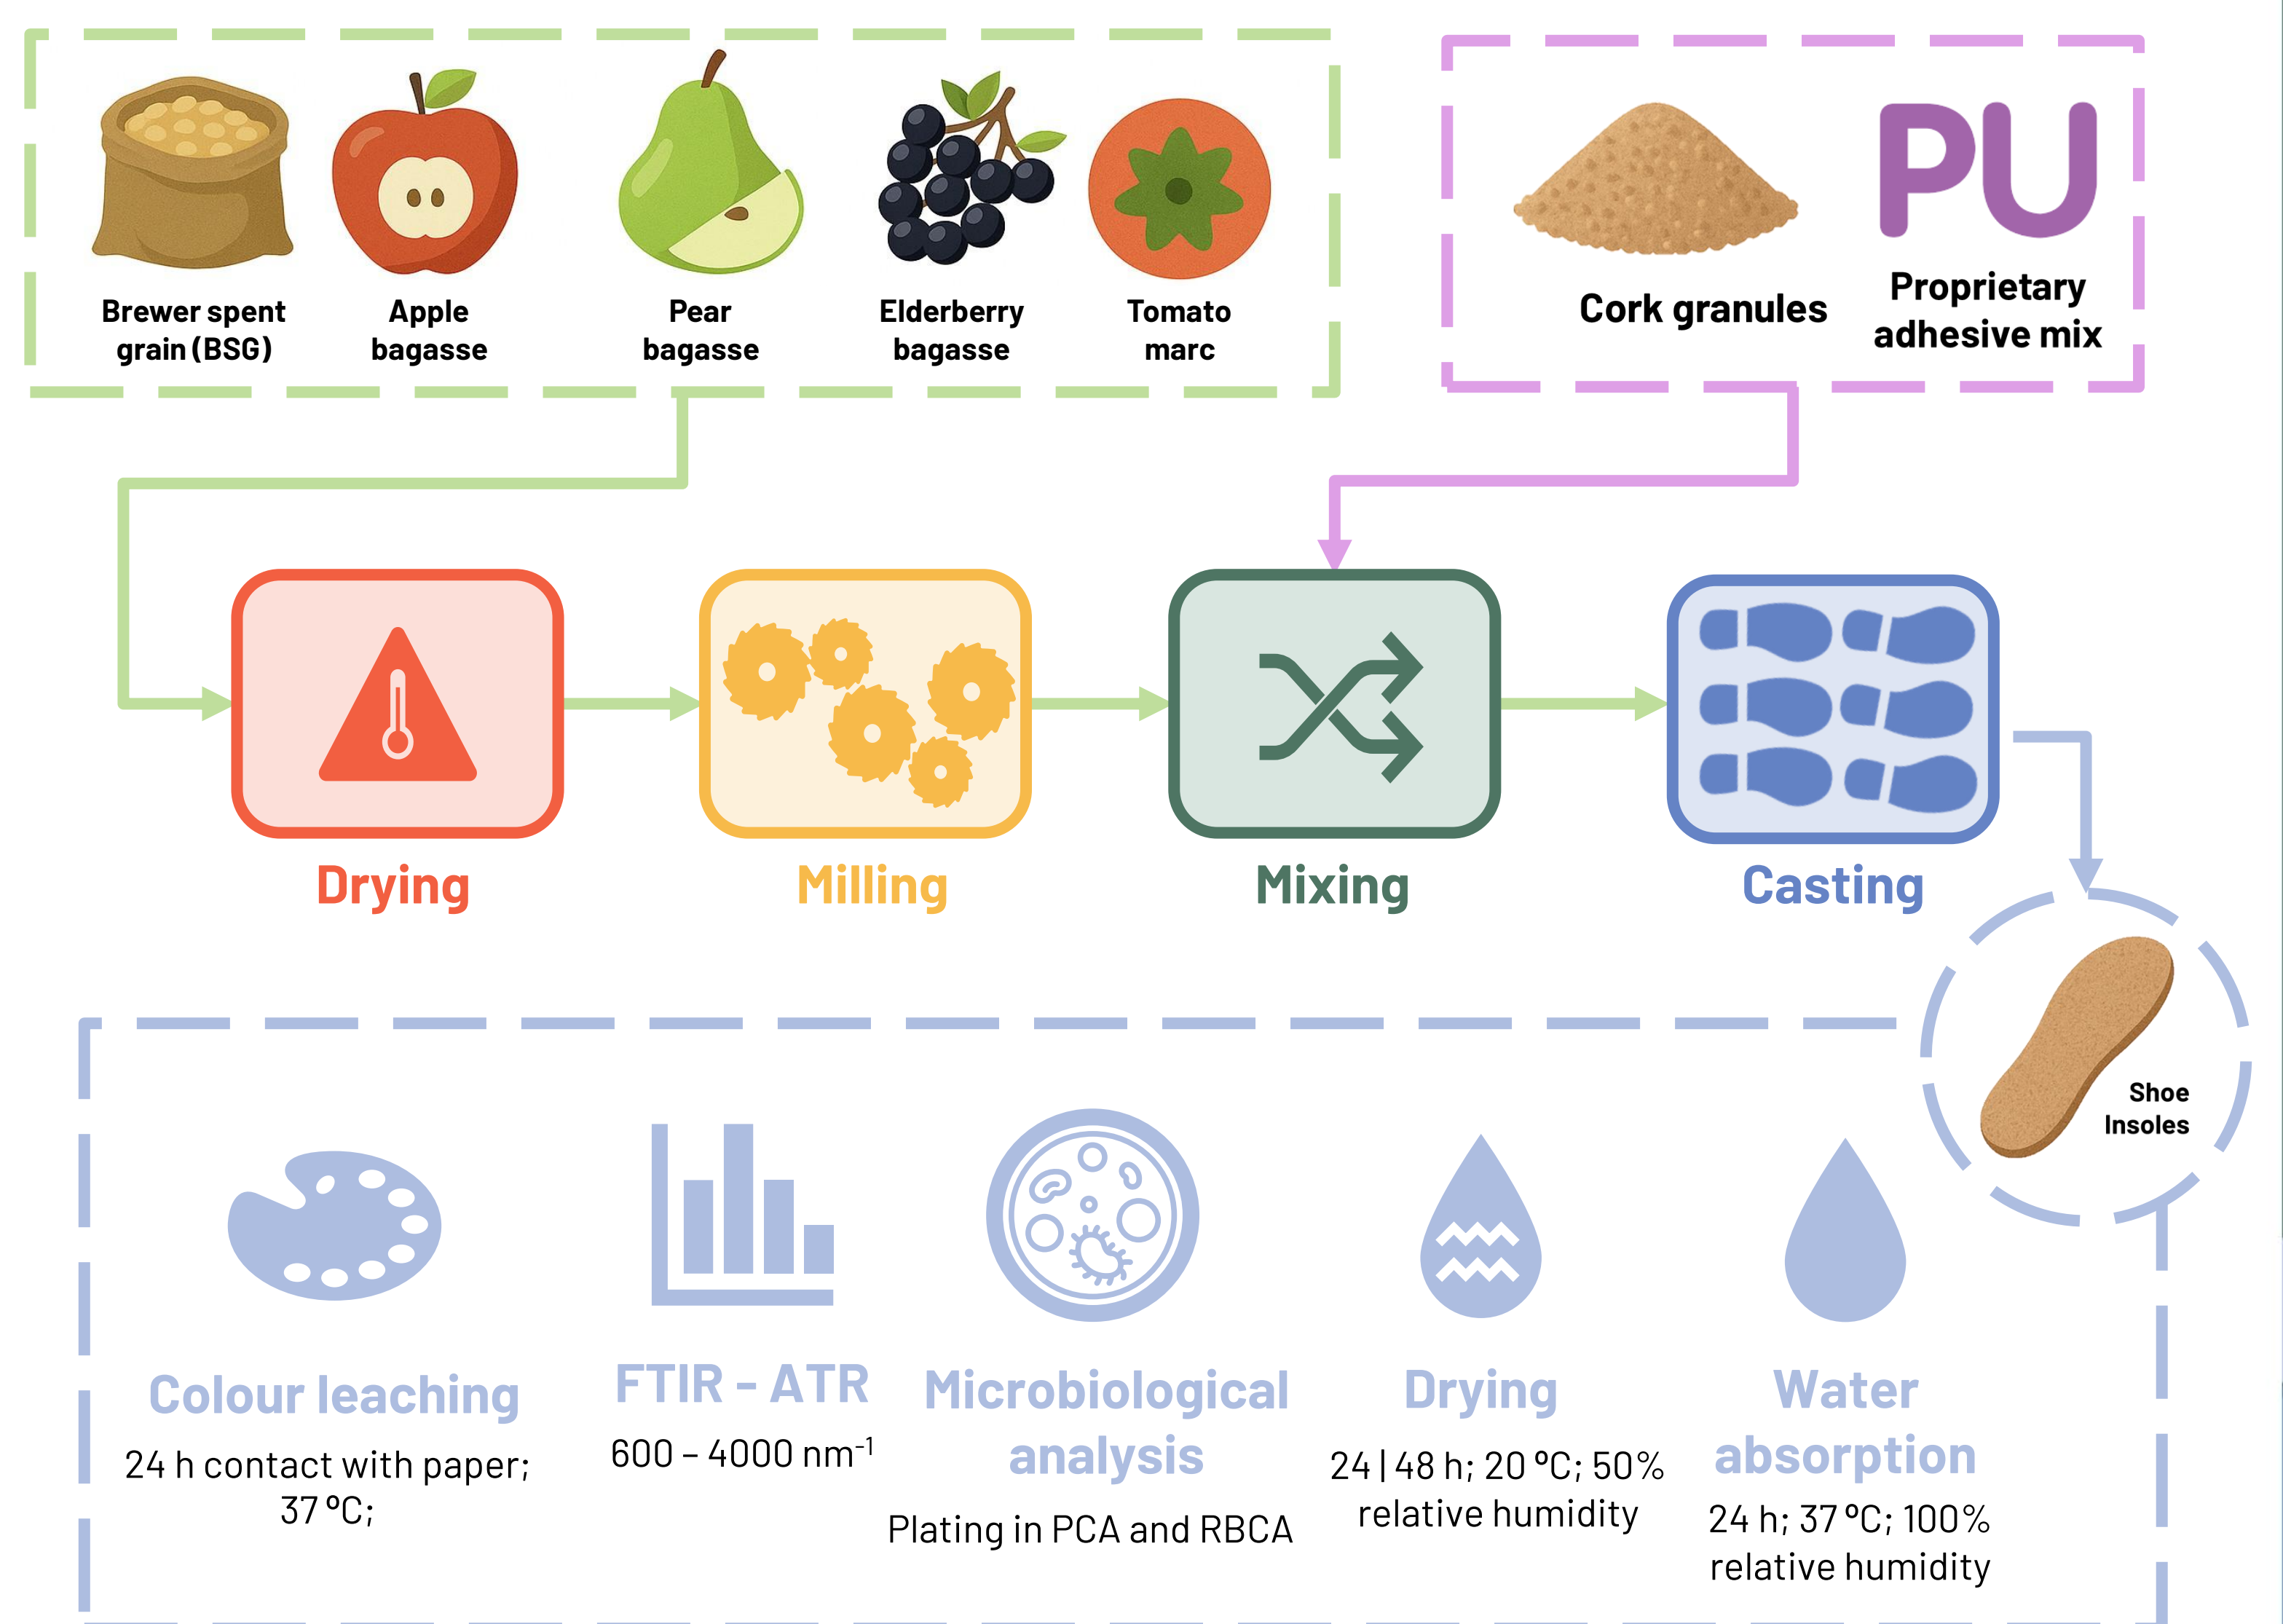 Brewer spent
grain (BSG)
Apple
bagasse
Pear
bagasse
Elderberry
bagasse
Tomato
marc
Cork granules
PU
Proprietary
adhesive mix
Drying
Milling
Mixing
Casting
Shoe
Insoles
Colour leaching
24 h contact with paper;
37 ºC;
FTIR - ATR
600 – 4000 nm⁻¹
Microbiological
analysis
Plating in PCA and RBCA
Drying
24 | 48 h; 20 ºC; 50%
relative humidity
Water
absorption
24 h; 37 ºC; 100%
relative humidity